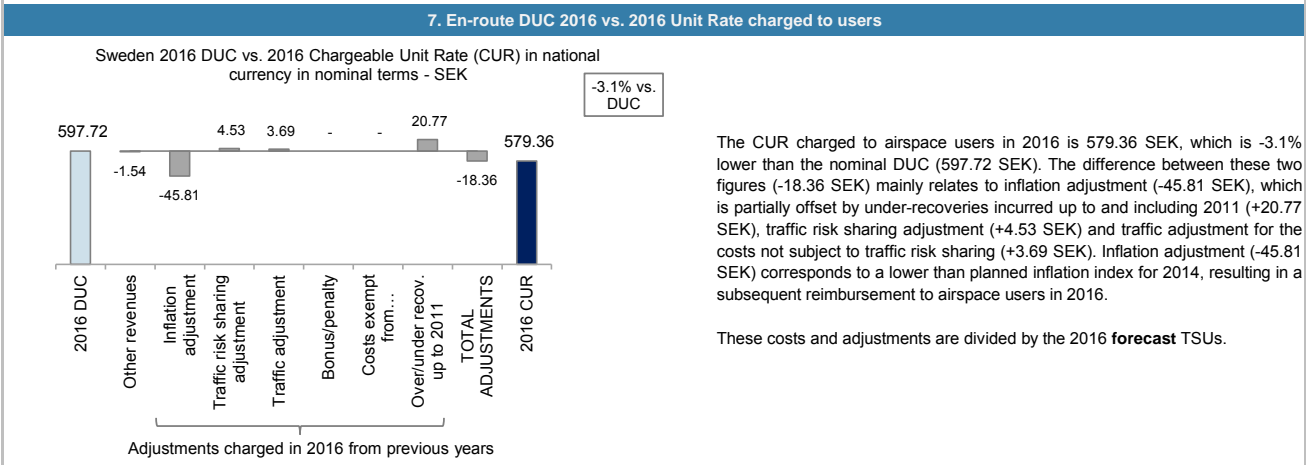 7. En-route DUC 2016 vs. 2016 Unit Rate charged to users
Sweden 2016 DUC vs. 2016 Chargeable Unit Rate (CUR) in national
currency in nominal terms - SEK
-3.1% vs.
DUC
597.72
-1.54
-45.81
4.53
3.69
-
-
20.77
-18.36
579.36
2016 DUC
Other revenues
Inflation
adjustment
Traffic risk sharing
adjustment
Traffic adjustment
Bonus/penalty
Costs exempt
from...
Over/under recov.
up to 2011
TOTAL
ADJUSTMENTS
2016 CUR
Adjustments charged in 2016 from previous years
The CUR charged to airspace users in 2016 is 579.36 SEK, which is -3.1%
lower than the nominal DUC (597.72 SEK). The difference between these two
figures (-18.36 SEK) mainly relates to inflation adjustment (-45.81 SEK), which
is partially offset by under-recoveries incurred up to and including 2011 (+20.77
SEK), traffic risk sharing adjustment (+4.53 SEK) and traffic adjustment for the
costs not subject to traffic risk sharing (+3.69 SEK). Inflation adjustment (-45.81
SEK) corresponds to a lower than planned inflation index for 2014, resulting in a
subsequent reimbursement to airspace users in 2016.
These costs and adjustments are divided by the 2016 forecast TSUs.